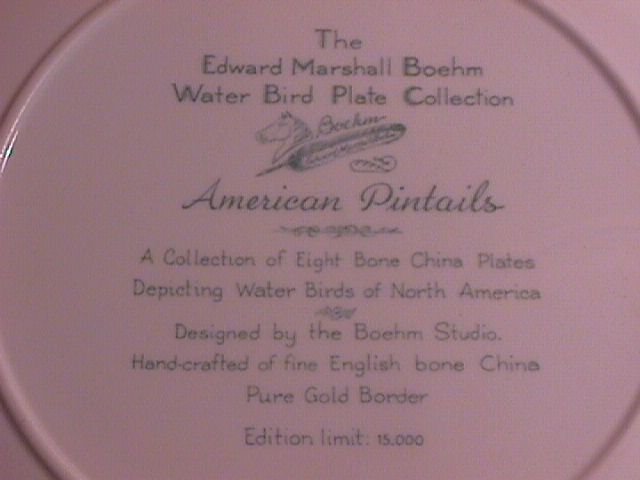 The
Edward Marshall Boehm
Water Bird Plate Collection
Boehm
American Pintails
A Collection of Eight Bone China Plates
Depicting Water Birds of North America
Designed by the Boehm Studio.
Hand-crafted of fine English bone China
Pure Gold Border
Edition limit: 15,000